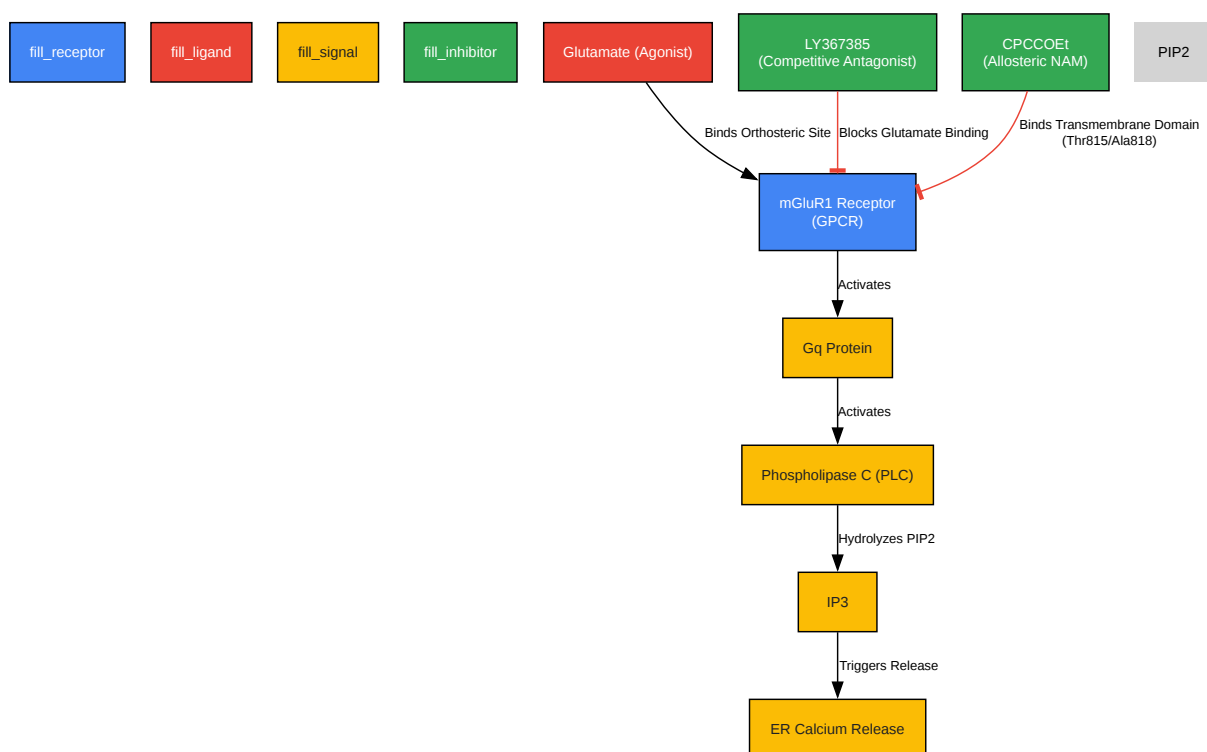 fill_receptor
fill_ligand
fill_signal
fill_inhibitor
Glutamate (Agonist)
LY367385
(Competitive Antagonist)
CPCCOEt
(Allosteric NAM)
PIP2
Binds Orthosteric Site
Blocks Glutamate Binding
Binds Transmembrane Domain
(Thr815/Ala818)
mGluR1 Receptor
(GPCR)
Activates
Gq Protein
Activates
Phospholipase C (PLC)
Hydrolyzes PIP2
IP3
Triggers Release
ER Calcium Release